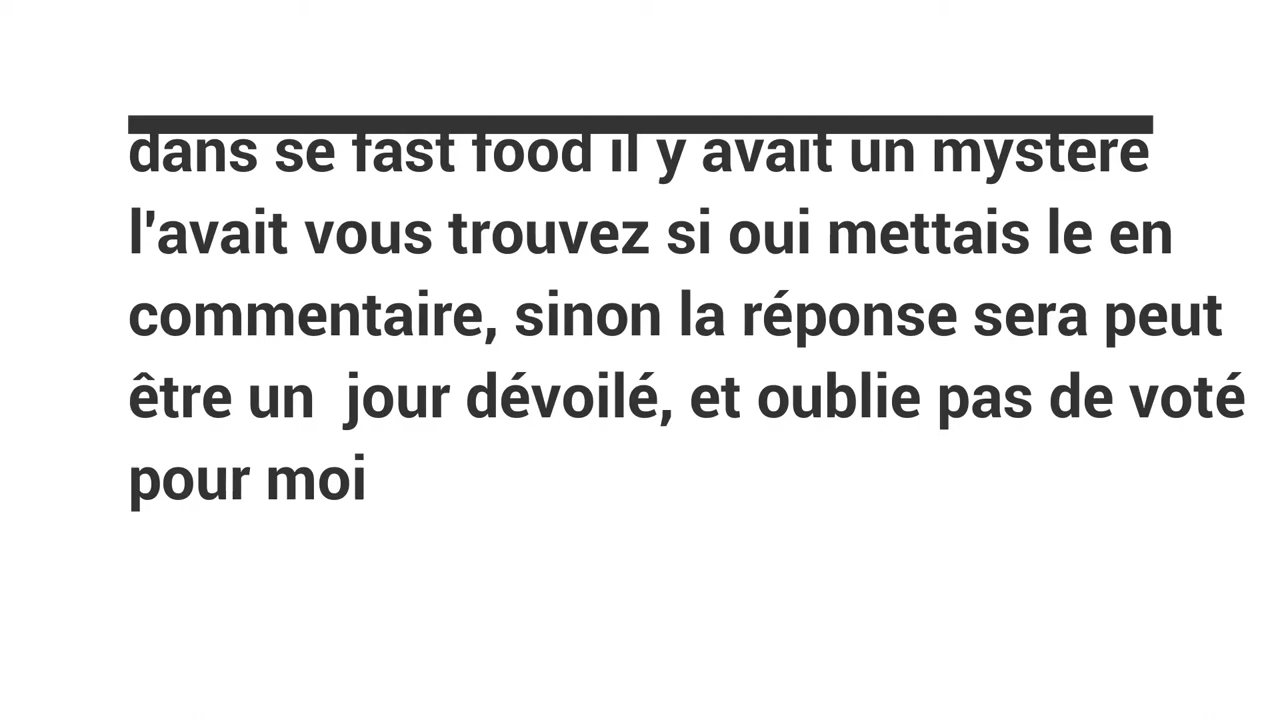 dans se fast food il y avait un mystere
l'avait vous trouvez si oui mettais le en
commentaire, sinon la réponse sera peut
être un jour dévoilé, et oublie pas de voté
pour moi